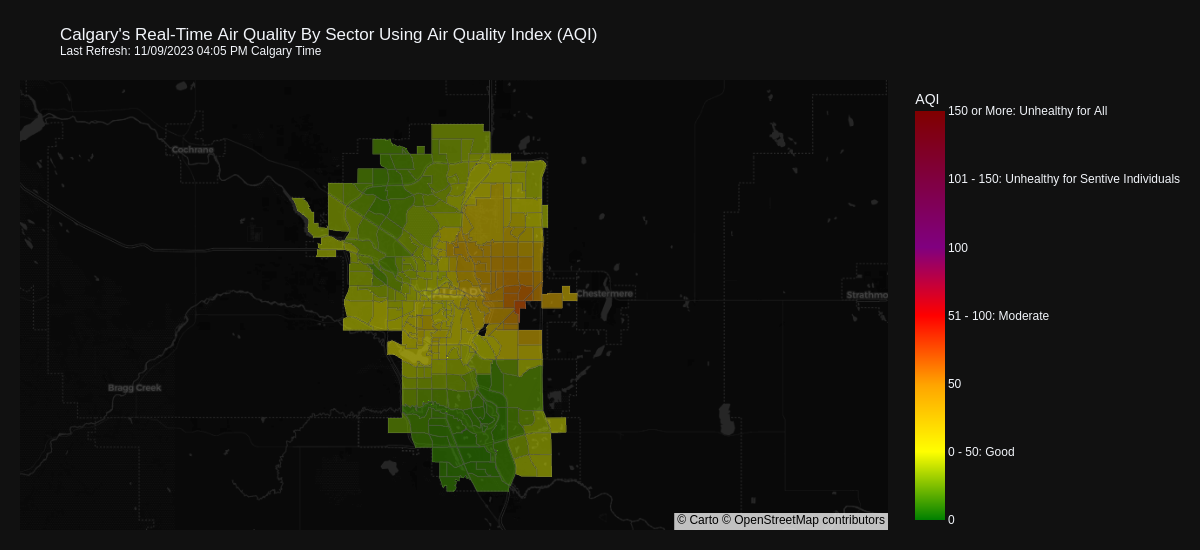 Calgary's Real-Time Air Quality By Sector Using Air Quality Index (AQI)
Last Refresh: 11/09/2023 04:05 PM Calgary Time
AQI
150 or More: Unhealthy for All
Cochrane
101 - 150: Unhealthy for Sentive Individuals
100
CALGARY
Chestermere
Strathmo
51 - 100: Moderate
50
Bragg Creek
0 - 50: Good
0
© Carto © OpenStreetMap contributors